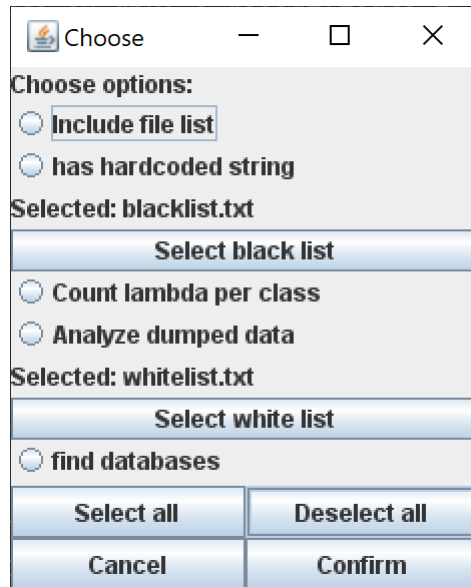 Choose
Choose options:
Include file list
has hardcoded string
Selected: blacklist.txt
Select black list
Count lambda per class
Analyze dumped data
Selected: whitelist.txt
Select white list
find databases
Select all Deselect all
Cancel Confirm